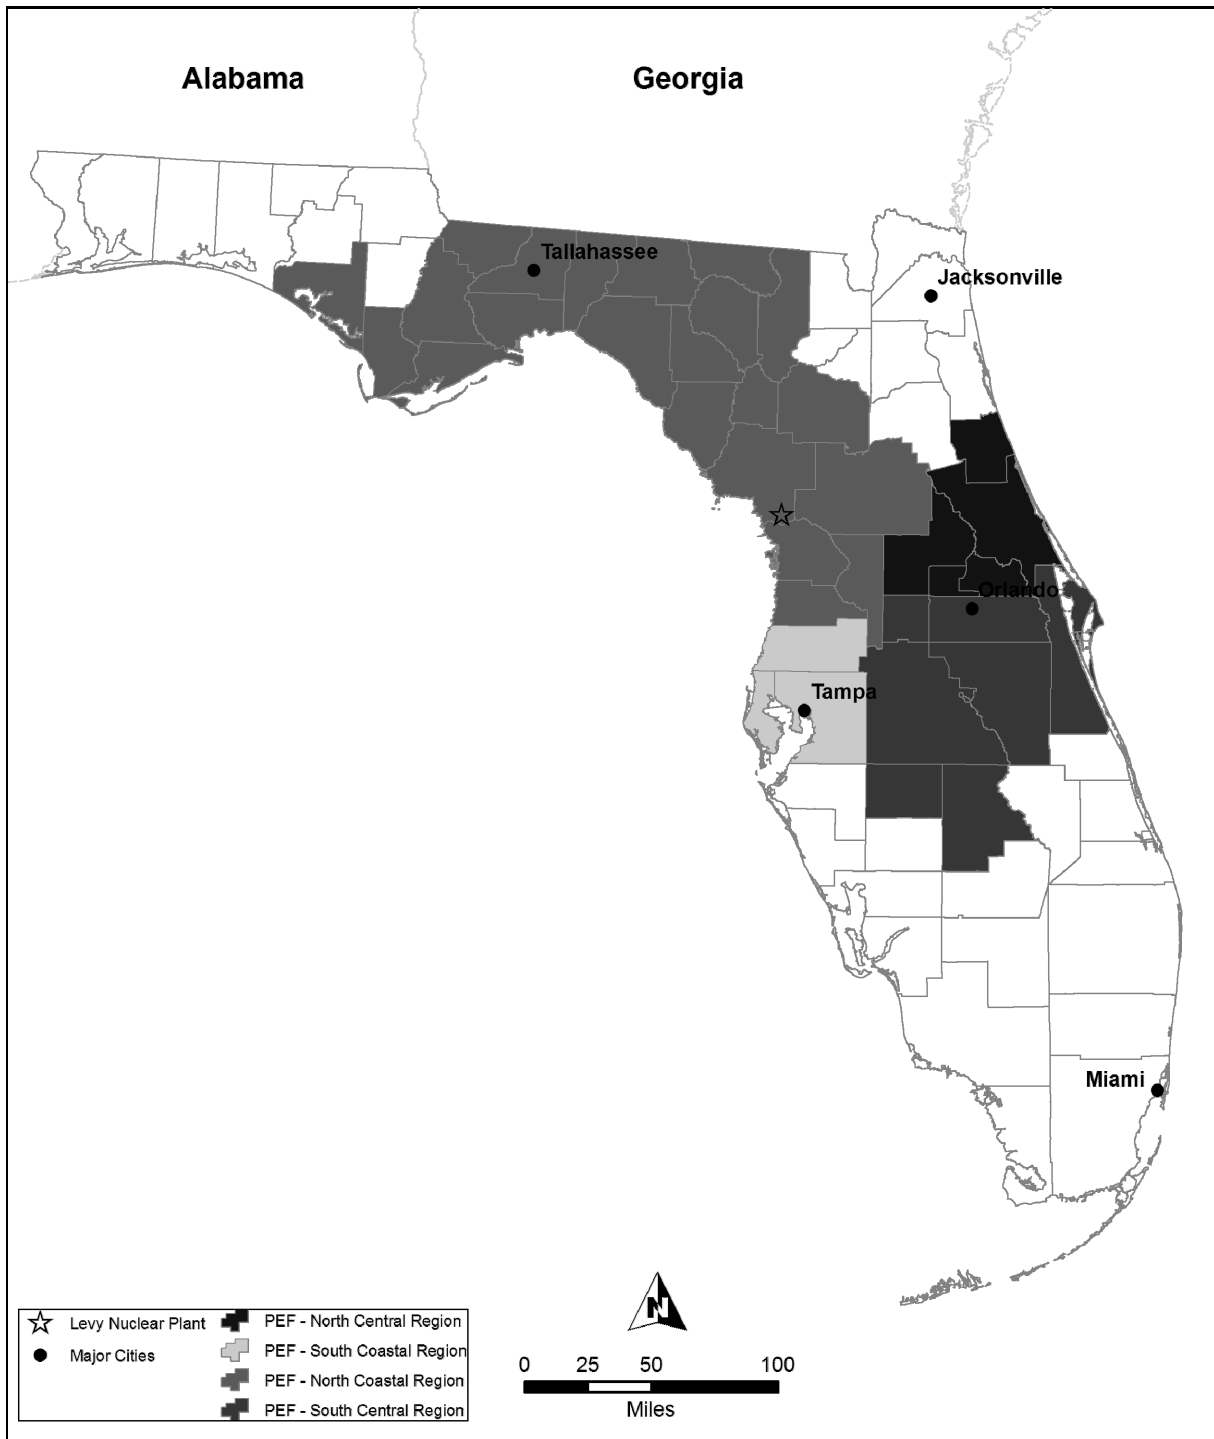 Alabama
Georgia
Tallahassee
Jacksonville
Orlando
Tampa
Miami
N
Levy Nuclear Plant
Major Cities
PEF - North Central Region
PEF - South Coastal Region
PEF - North Coastal Region
PEF - South Central Region
0 25 50 100
Miles